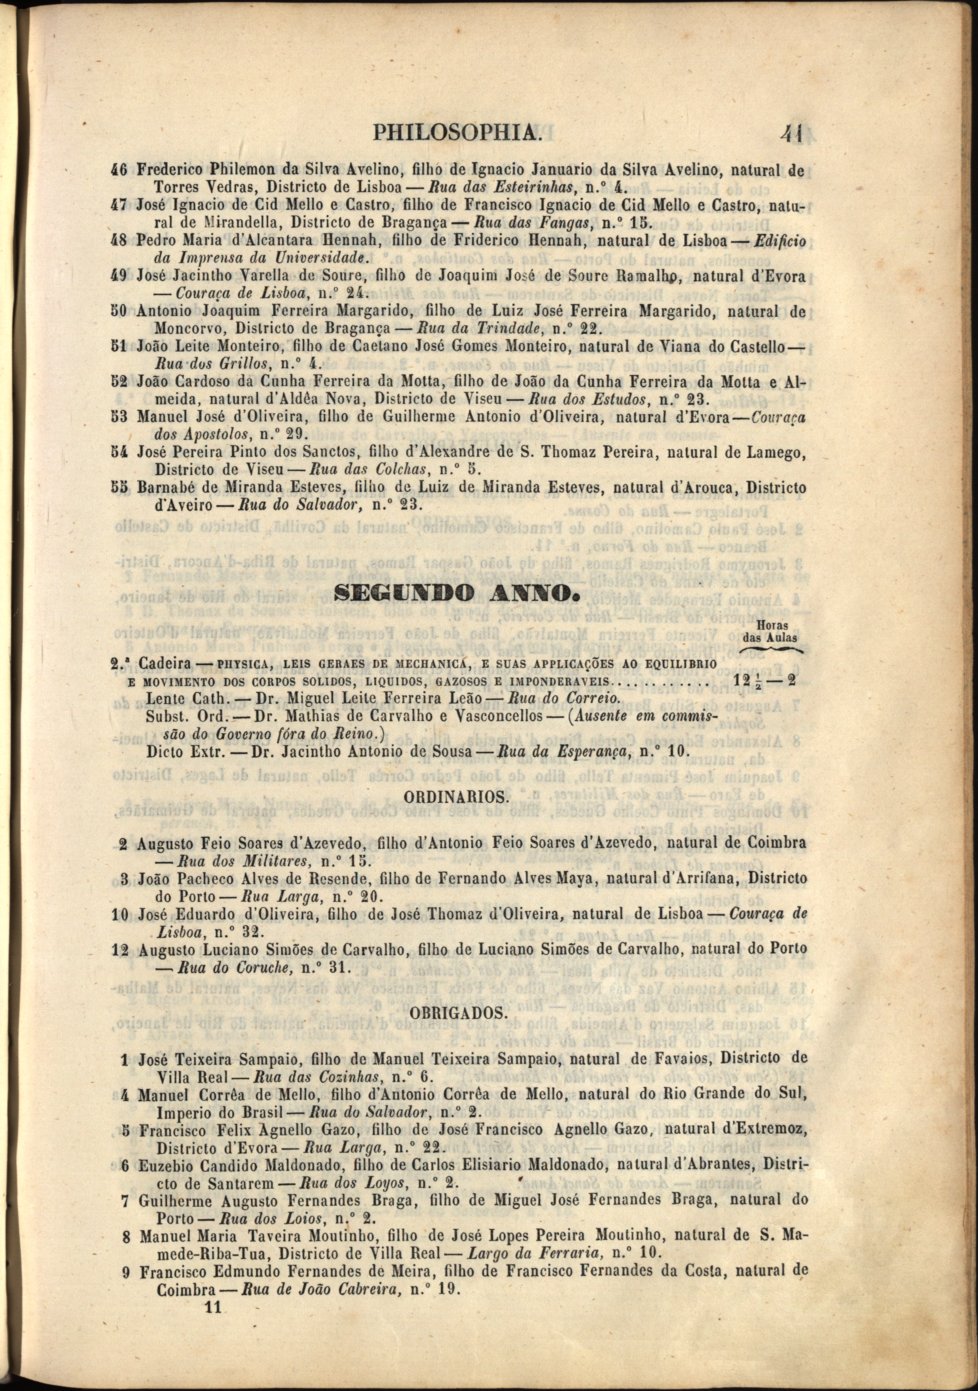 PHILOSOPHIA. 41
46 Frederico Philemon da Silva Avelino, filho de Ignacio Januario da Silva Avelino, natural de
Torres Vedras, Districto de Lisboa — Rua das Esteirinhas, n.° 4.
47 José Ignacio de Cid Mello e Castro, filho de Francisco Ignacio de Cid Mello e Castro, natu-
ral de Mirandella, Districto de Bragança — Rua das Fangas, n.° 15.
48 Pedro Maria d'Alcantara Hennah, filho de Friderico Hennah, natural de Lisboa — Edificio
da Imprensa da Universidade.
49 José Jacintho Varella de Soure, filho de Joaquim José de Soure Ramalho, natural d'Evora
— Couraça de Lisboa, n.° 24.
50 Antonio Joaquim Ferreira Margarido, filho de Luiz José Ferreira Margarido, natural de
Moncorvo, Districto de Bragança — Rua da Trindade, n.° 22.
51 João Leite Monteiro, filho de Caetano José Gomes Monteiro, natural de Viana do Castello—
Rua dos Grillos, n.° 4.
52 João Cardoso da Cunha Ferreira da Motta, filho de João da Cunha Ferreira da Motta e Al-
meida, natural d'Aldêa Nova, Districto de Viseu — Rua dos Estudos, n.° 23.
53 Manuel José d'Oliveira, filho de Guilherme Antonio d'Oliveira, natural d'Evora—Couraça
dos Apostolos, n.° 29.
54 José Pereira Pinto dos Sanctos, filho d'Alexandre de S. Thomaz Pereira, natural de Lamego,
Districto de Viseu — Rua das Colchas, n.° 5.
55 Barnabé de Miranda Esteves, filho de Luiz de Miranda Esteves, natural d'Arouca, Districto
d'Aveiro — Rua do Salvador, n.° 23.
SEGUNDO ANNO.
Horas
das Aulas
2.ª Cadeira — PHYSICA, LEIS GERAES DE MECHANICA, E SUAS APPLICAÇÕES AO EQUILIBRIO
E MOVIMENTO DOS CORPOS SOLIDOS, LIQUIDOS, GAZOSOS E IMPONDERAVEIS............ 12 ½ — 2
Lente Cath. — Dr. Miguel Leite Ferreira Leão — Rua do Correio.
Subst. Ord. — Dr. Mathias de Carvalho e Vasconcellos — (Ausente em commis-
são do Governo fóra do Reino.)
Dicto Extr. — Dr. Jacintho Antonio de Sousa — Rua da Esperança, n.° 10.
ORDINARIOS.
2 Augusto Feio Soares d'Azevedo, filho d'Antonio Feio Soares d'Azevedo, natural de Coimbra
— Rua dos Militares, n.° 15.
3 João Pacheco Alves de Resende, filho de Fernando Alves Maya, natural d'Arrifana, Districto
do Porto — Rua Larga, n.° 20.
10 José Eduardo d'Oliveira, filho de José Thomaz d'Oliveira, natural de Lisboa — Couraça de
Lisboa, n.° 32.
12 Augusto Luciano Simões de Carvalho, filho de Luciano Simões de Carvalho, natural do Porto
— Rua do Coruche, n.° 31.
OBRIGADOS.
1 José Teixeira Sampaio, filho de Manuel Teixeira Sampaio, natural de Favaios, Districto de
Villa Real — Rua das Cozinhas, n.° 6.
4 Manuel Corrêa de Mello, filho d'Antonio Corrêa de Mello, natural do Rio Grande do Sul,
Imperio do Brasil — Rua do Salvador, n.° 2.
5 Francisco Felix Agnello Gazo, filho de José Francisco Agnello Gazo, natural d'Extremoz,
Districto d'Evora — Rua Larga, n.° 22.
6 Euzebio Candido Maldonado, filho de Carlos Elisiario Maldonado, natural d'Abrantes, Distri-
cto de Santarem — Rua dos Loyos, n.° 2.
7 Guilherme Augusto Fernandes Braga, filho de Miguel José Fernandes Braga, natural do
Porto — Rua dos Loios, n.° 2.
8 Manuel Maria Taveira Moutinho, filho de José Lopes Pereira Moutinho, natural de S. Ma-
mede-Riba-Tua, Districto de Villa Real — Largo da Ferraria, n.° 10.
9 Francisco Edmundo Fernandes de Meira, filho de Francisco Fernandes da Costa, natural de
Coimbra — Rua de João Cabreira, n.° 19.
11